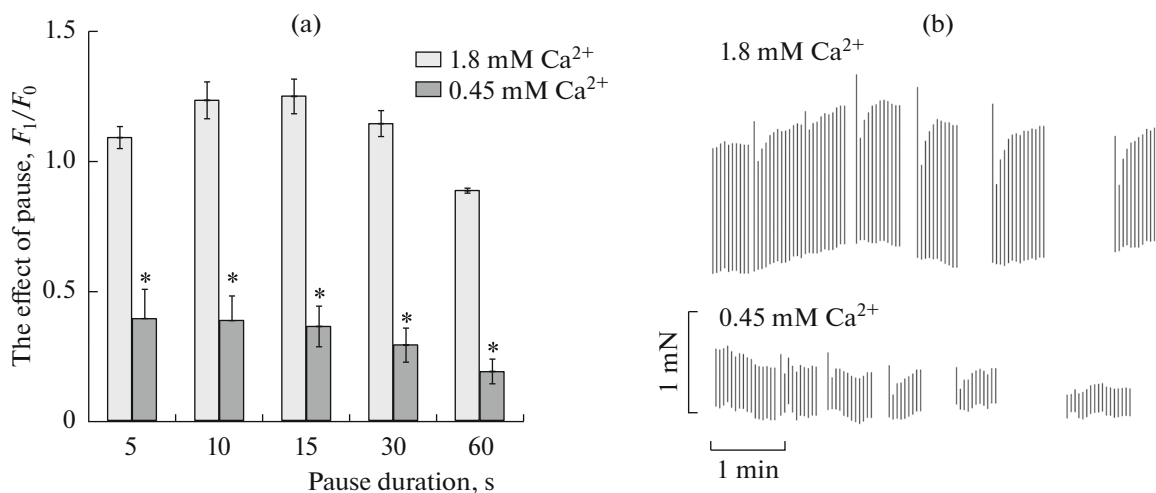 (a)
1.5
1.0
0.5
0
The effect of pause, F₁/F₀
1.8 mM Ca²⁺
0.45 mM Ca²⁺
*
*
*
*
*
5 10 15 30 60
Pause duration, s
(b)
1.8 mM Ca²⁺
0.45 mM Ca²⁺
1 mN
1 min